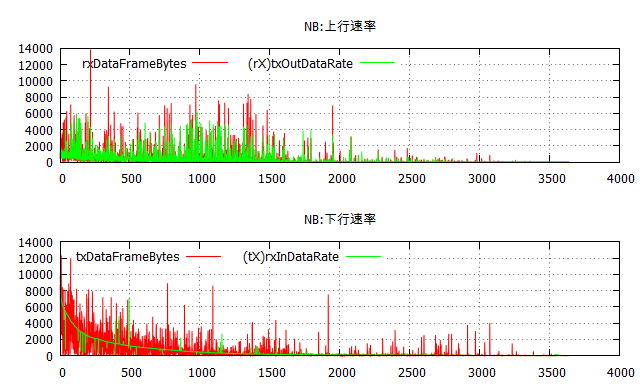 NB:上行速率
14000
rxDataFrameBytes (rX)txOutDataRate
12000
10000
8000
6000
4000
2000
0
0 500 1000 1500 2000 2500 3000 3500 4000
NB:下行速率
14000
txDataFrameBytes (tX)rxInDataRate
12000
10000
8000
6000
4000
2000
0
0 500 1000 1500 2000 2500 3000 3500 4000